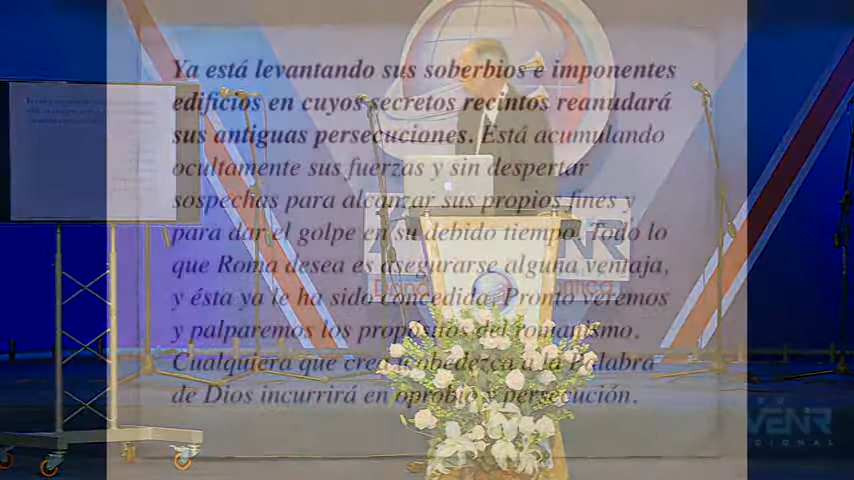 Ya está levantando sus soberbios e imponentes
edificios en cuyos secretos recintos reanudará
sus antiguas persecuciones. Está acumulando
ocultamente sus fuerzas y sin despertar
sospechas para alcanzar sus propios fines y
para dar el golpe en su debido tiempo. Todo lo
que Roma desea es asegurarse alguna ventaja,
y ésta ya le ha sido concedida. Pronto veremos
y palparemos los propósitos del romanismo.
Cualquiera que crea u obedezca a la Palabra
de Dios incurrirá en oprobio y persecución.
VENR
CIONAL